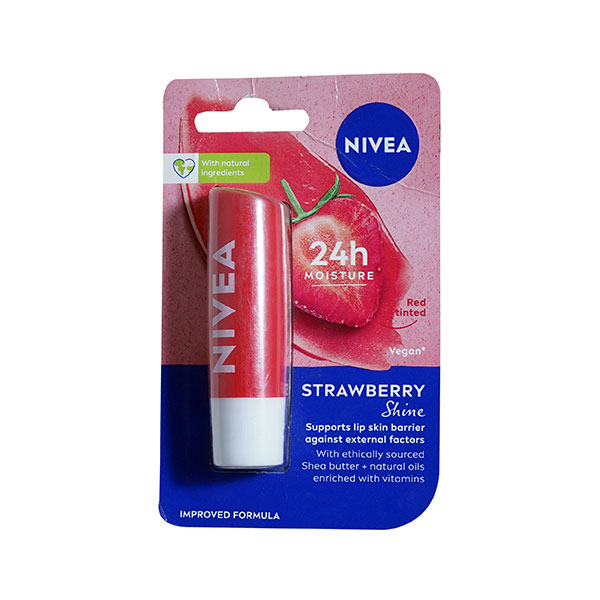 NIVEA
With natural
ingredients
24h
MOISTURE
NIVEA
Red
tinted
Vegan*
STRAWBERRY
Shine
Supports lip skin barrier
against external factors
With ethically sourced
Shea butter + natural oils
enriched with vitamins
IMPROVED FORMULA